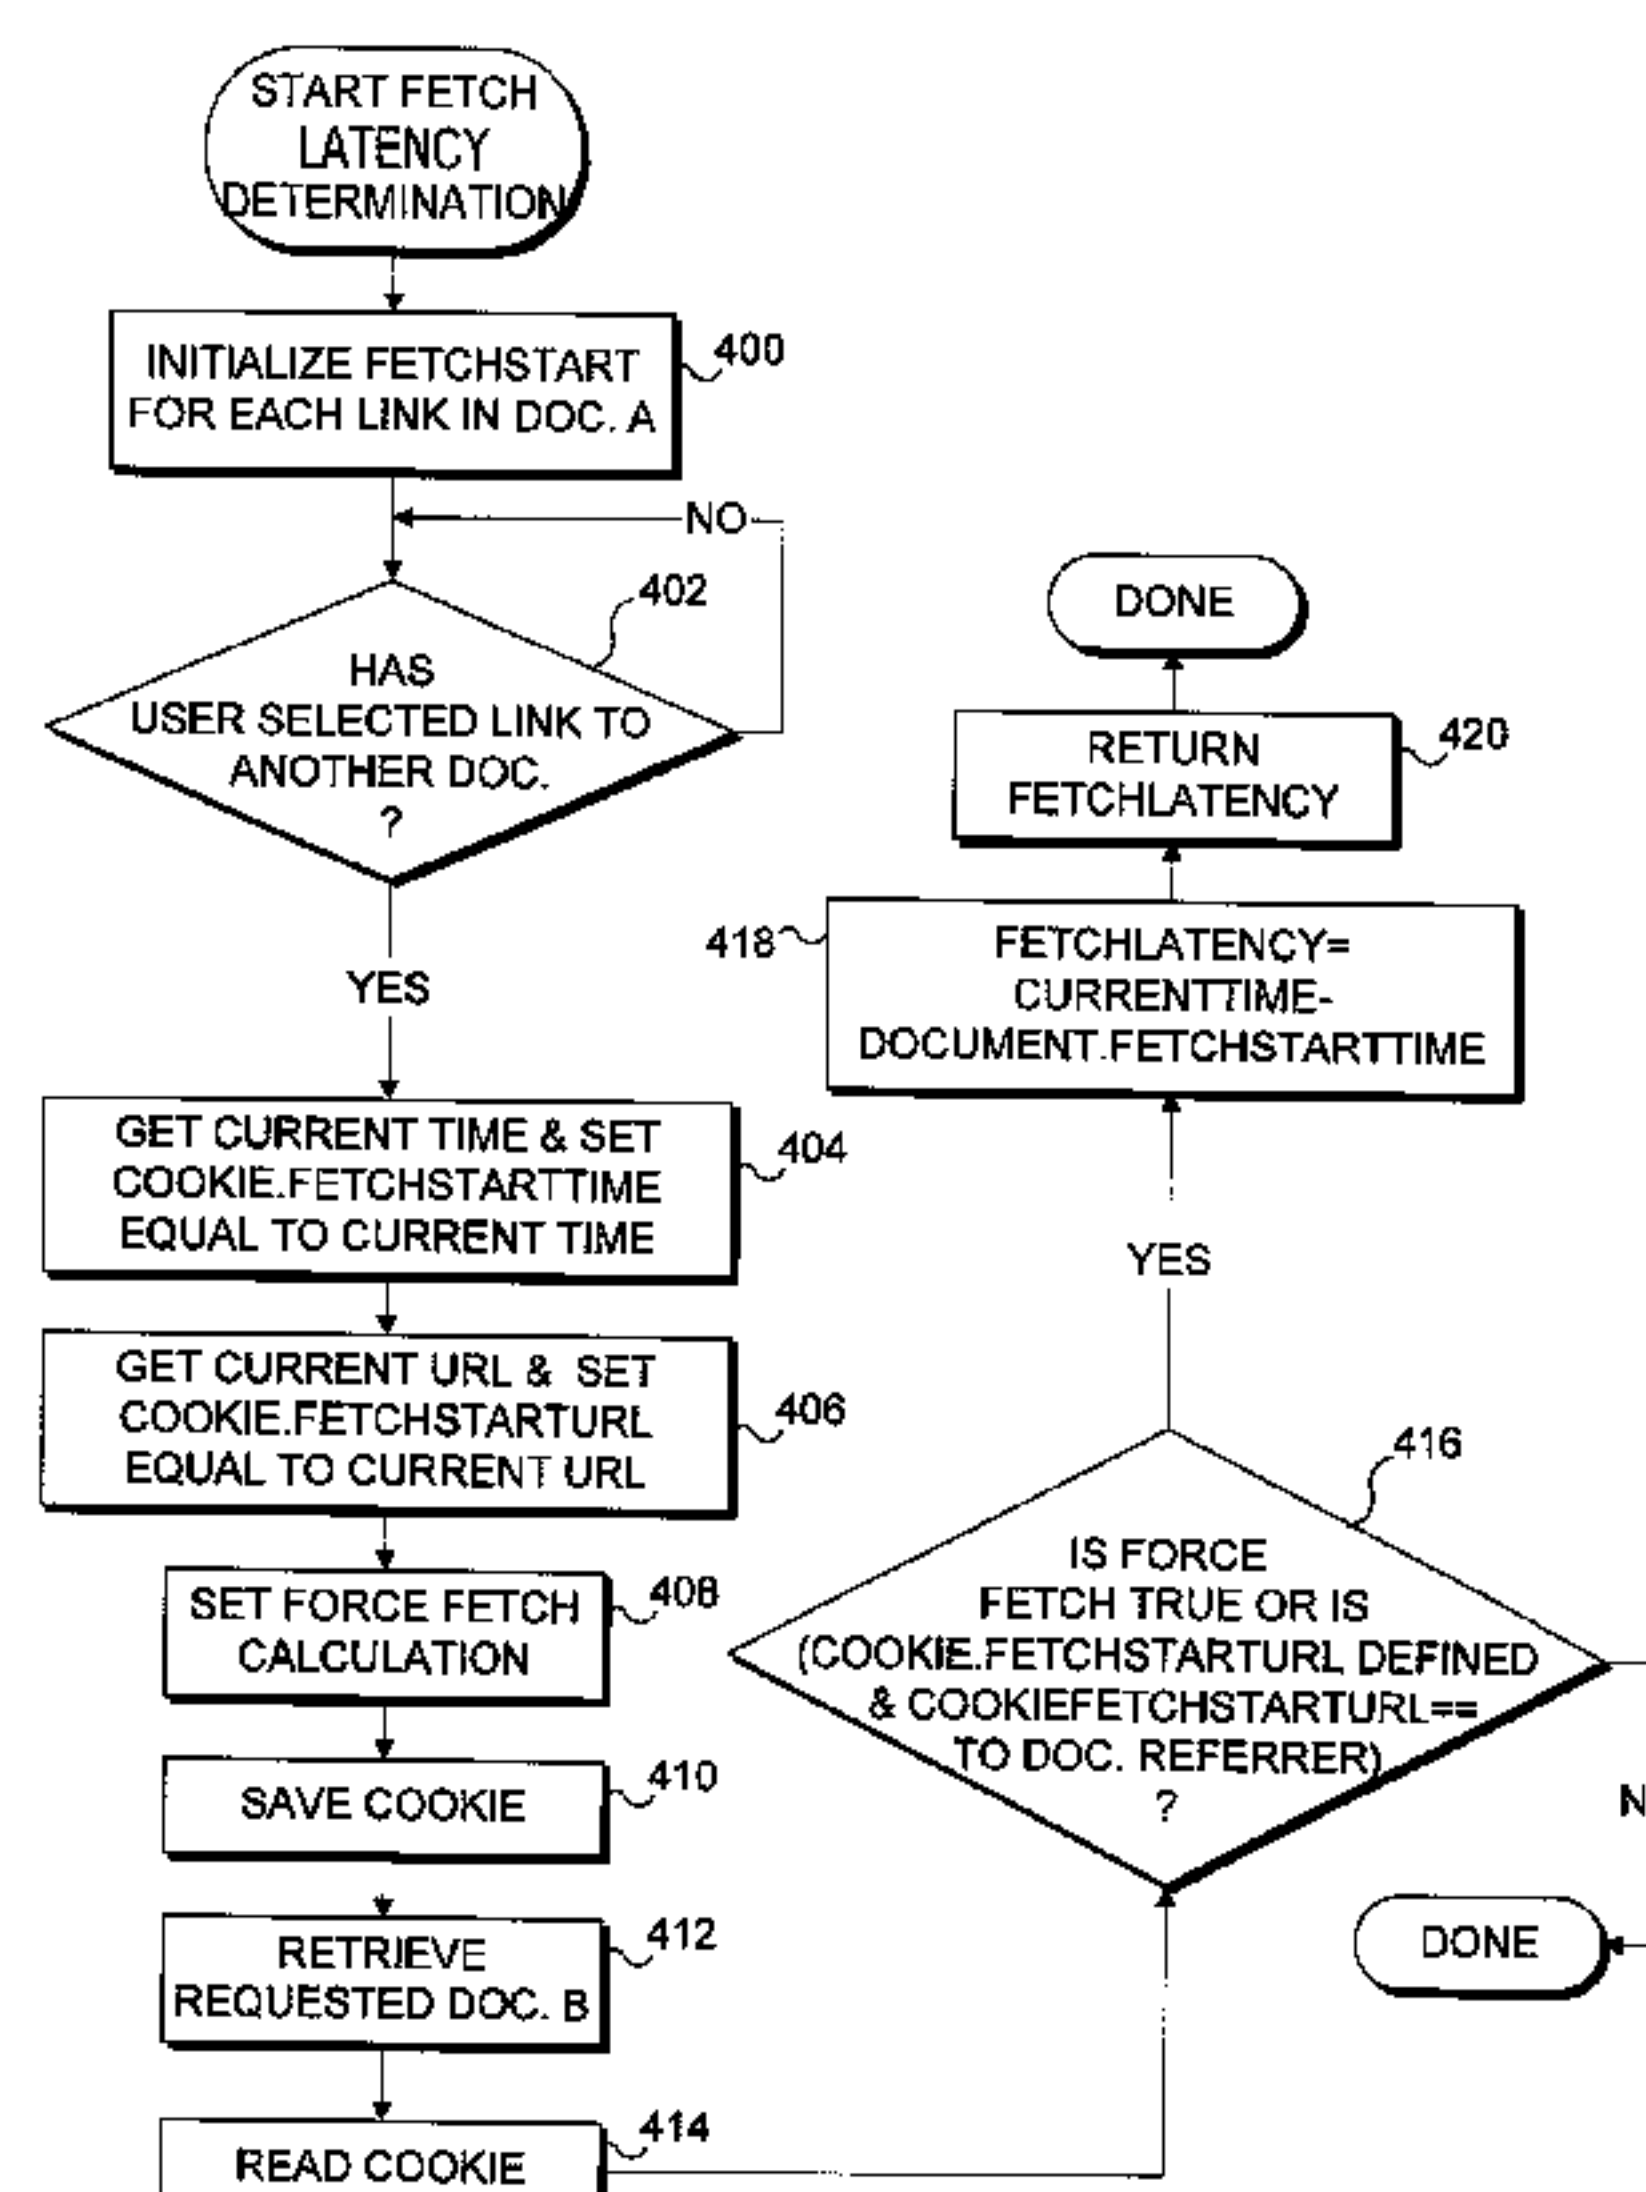 START FETCH
LATENCY
DETERMINATION
INITIALIZE FETCHSTART
FOR EACH LINK IN DOC. A
400
NO
402
HAS
USER SELECTED LINK TO
ANOTHER DOC.
?
YES
GET CURRENT TIME & SET
COOKIE.FETCHSTARTTIME
EQUAL TO CURRENT TIME
404
GET CURRENT URL & SET
COOKIE.FETCHSTARTURL
EQUAL TO CURRENT URL
406
SET FORCE FETCH
CALCULATION
408
SAVE COOKIE
410
RETRIEVE
REQUESTED DOC. B
412
READ COOKIE
414
IS FORCE
FETCH TRUE OR IS
(COOKIE.FETCHSTARTURL DEFINED
& COOKIEFETCHSTARTURL==
TO DOC. REFERRER)
?
416
YES
FETCHLATENCY=
CURRENTTIME-
DOCUMENT.FETCHSTARTTIME
418
RETURN
FETCHLATENCY
420
DONE
DONE